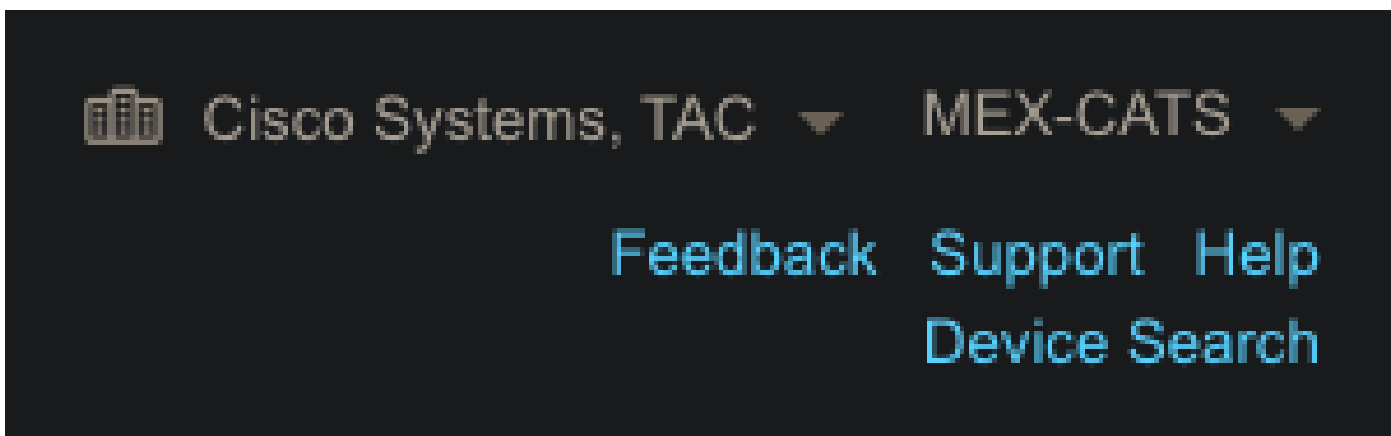 Cisco Systems, TAC MEX-CATS
Feedback Support Help
Device Search